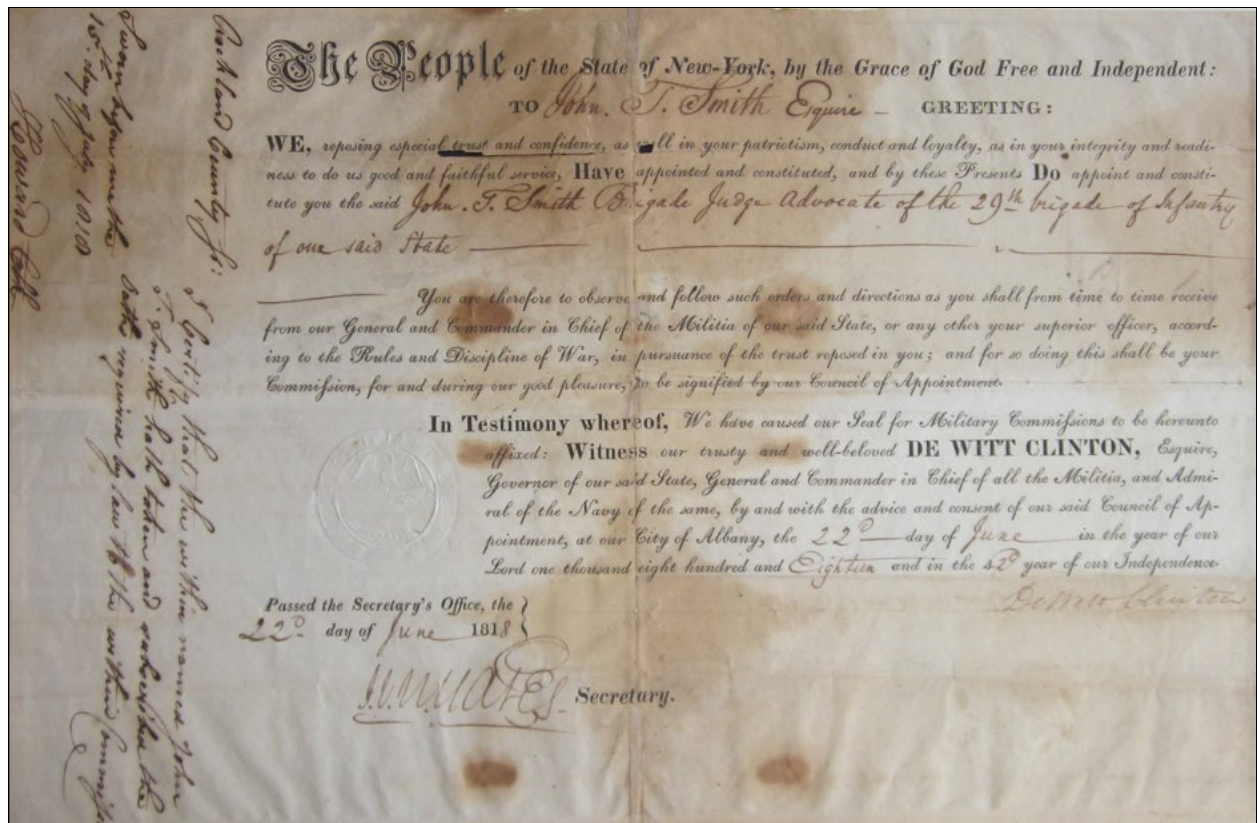 The People of the State of New-York, by the Grace of God Free and Independent:
TO John. T. Smith Esquire — GREETING:
WE, reposing especial trust and confidence, as well in your patriotism, conduct and loyalty, as in your integrity and readi-
ness to do us good and faithful service, Have appointed and constituted, and by these Presents Do appoint and consti-
tute you the said John. T. Smith Brigade Judge Advocate of the 29th brigade of Infantry
of our said State
You are therefore to observe and follow such orders and directions as you shall from time to time receive
from our General and Commander in Chief of the Militia of our said State, or any other your superior officer, accord-
ing to the Rules and Discipline of War, in pursuance of the trust reposed in you; and for so doing this shall be your
Commission, for and during our good pleasure, to be signified by our Council of Appointment.
In Testimony whereof, We have caused our Seal for Military Commissions to be hereunto
affixed: Witness our trusty and well-beloved DE WITT CLINTON, Esquire,
Governor of our said State, General and Commander in Chief of all the Militia, and Admi-
ral of the Navy of the same, by and with the advice and consent of our said Council of Ap-
pointment, at our City of Albany, the 22d day of June in the year of our
Lord one thousand eight hundred and Eighteen and in the 42d year of our Independence.
DeWitt Clinton
Passed the Secretary's Office, the
22d day of June 1818
Secretary.
Rockland County Ss:
I Certify that the within named John
T. Smith hath taken and subscribed the
Oath required by law to the within Commission
Sworn before me this
15th day of July 1818